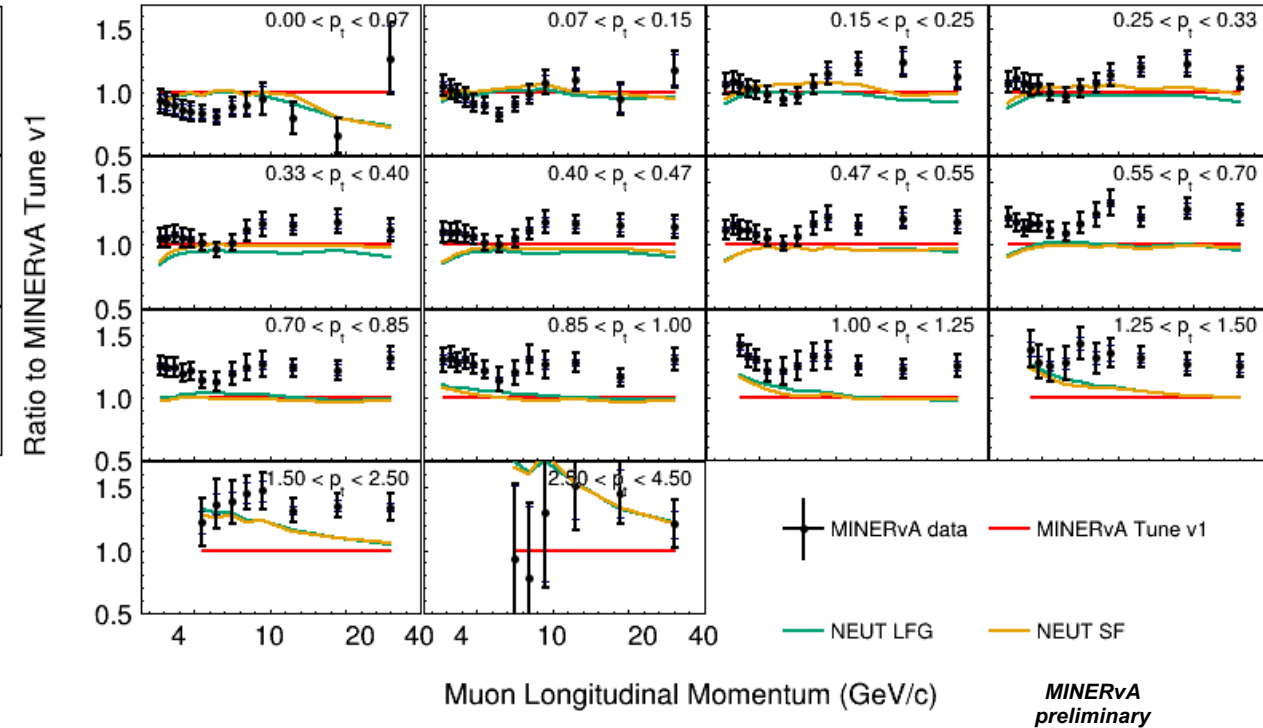 Ratio to MINERvA Tune v1
0.00 < p_t < 0.07
0.07 < p_t < 0.15
0.15 < p_t < 0.25
0.25 < p_t < 0.33
1.5
1.0
0.5
0.33 < p_t < 0.40
0.40 < p_t < 0.47
0.47 < p_t < 0.55
0.55 < p_t < 0.70
1.5
1.0
0.5
0.70 < p_t < 0.85
0.85 < p_t < 1.00
1.00 < p_t < 1.25
1.25 < p_t < 1.50
1.5
1.0
0.5
1.50 < p_t < 2.50
2.50 < p_t < 4.50
1.5
1.0
0.5
4 10 20 40 4 10 20 40
MINERvA data
MINERvA Tune v1
NEUT LFG
NEUT SF
Muon Longitudinal Momentum (GeV/c)
MINERvA
preliminary